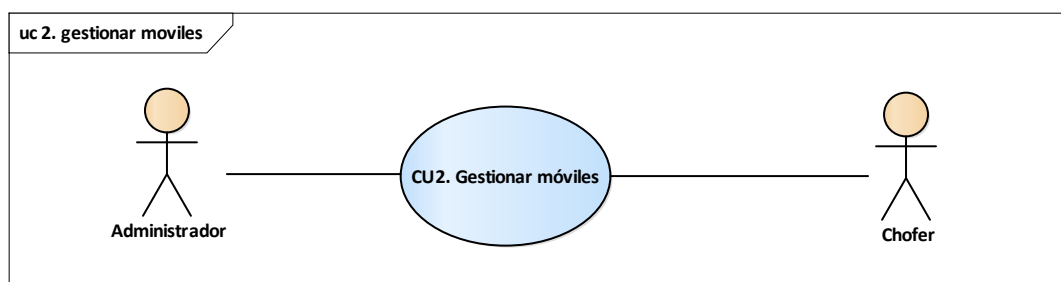 uc 2. gestionar moviles
CU2. Gestionar móviles
Administrador
Chofer